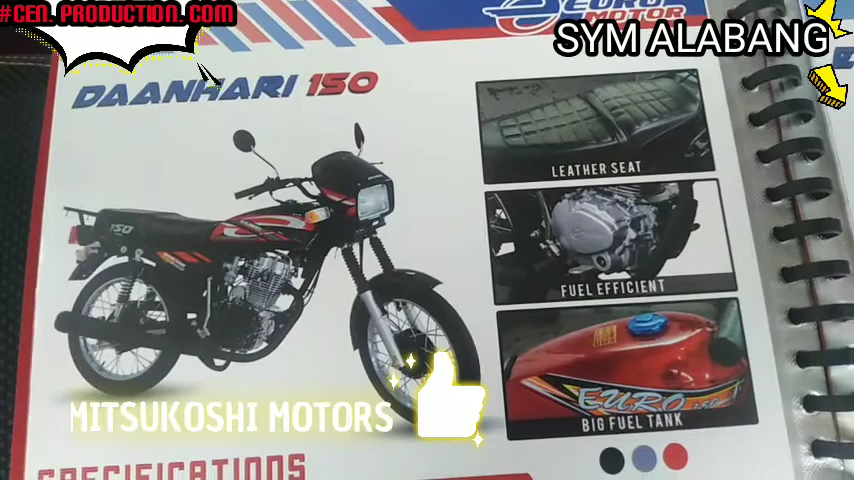 #CEN. PRODUCTION. COM
EURO
MOTOR
SYM ALABANG
DAANHARI 150
LEATHER SEAT
150
FUEL EFFICIENT
EURO 150
BIG FUEL TANK
MITSUKOSHI MOTORS
SPECIFICATIONS